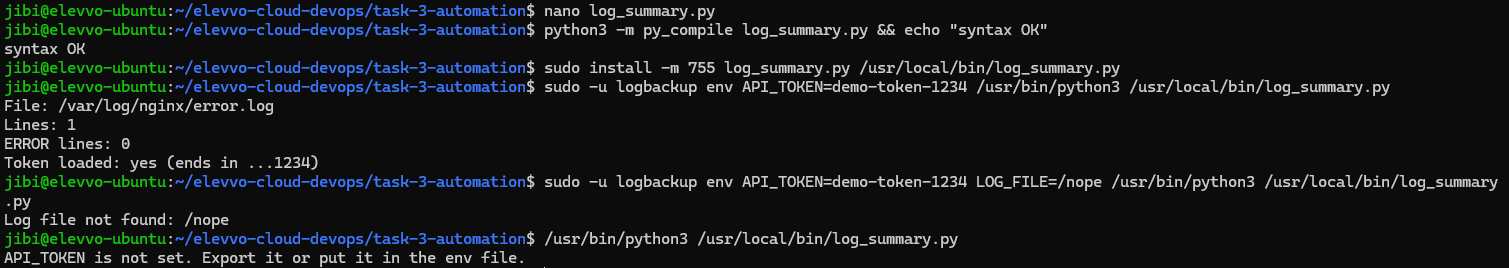 jibi@elevvo-ubuntu:~/elevvo-cloud-devops/task-3-automation$ nano log_summary.py
jibi@elevvo-ubuntu:~/elevvo-cloud-devops/task-3-automation$ python3 -m py_compile log_summary.py && echo "syntax OK"
syntax OK
jibi@elevvo-ubuntu:~/elevvo-cloud-devops/task-3-automation$ sudo install -m 755 log_summary.py /usr/local/bin/log_summary.py
jibi@elevvo-ubuntu:~/elevvo-cloud-devops/task-3-automation$ sudo -u logbackup env API_TOKEN=demo-token-1234 /usr/bin/python3 /usr/local/bin/log_summary.py
File: /var/log/nginx/error.log
Lines: 1
ERROR lines: 0
Token loaded: yes (ends in ...1234)
jibi@elevvo-ubuntu:~/elevvo-cloud-devops/task-3-automation$ sudo -u logbackup env API_TOKEN=demo-token-1234 LOG_FILE=/nope /usr/bin/python3 /usr/local/bin/log_summary
.py
Log file not found: /nope
jibi@elevvo-ubuntu:~/elevvo-cloud-devops/task-3-automation$ /usr/bin/python3 /usr/local/bin/log_summary.py
API_TOKEN is not set. Export it or put it in the env file.